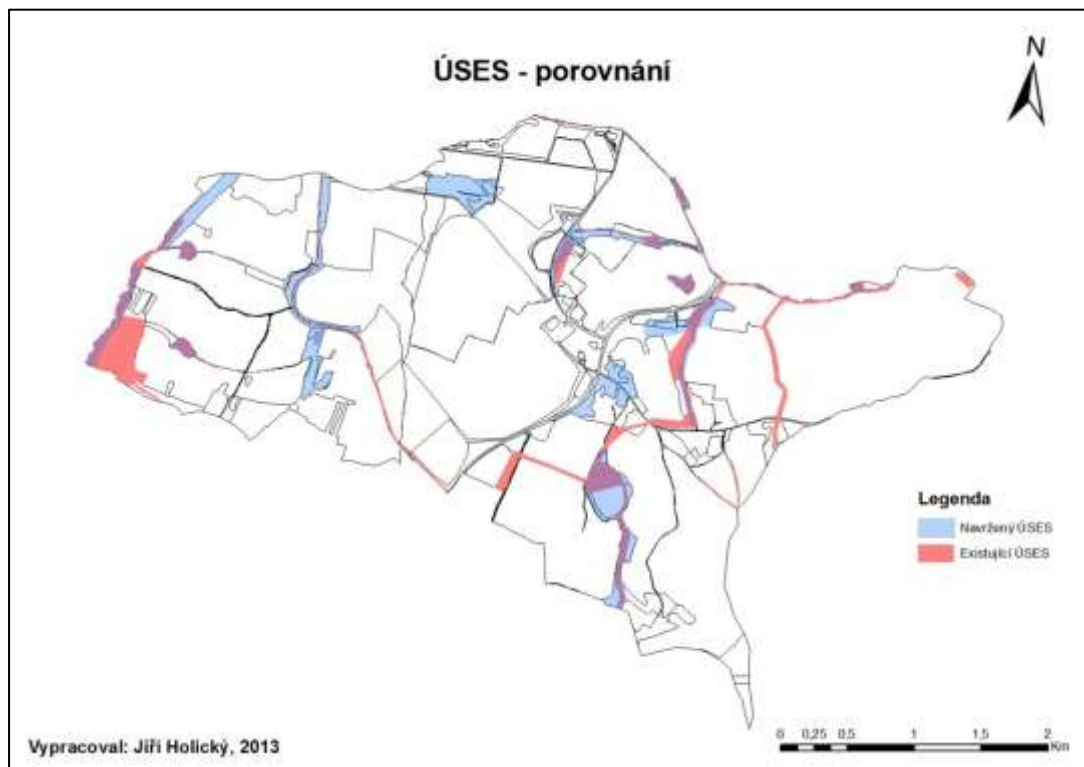 ÚSES - porovnání
N
Legenda
Navržený ÚSES
Existující ÚSES
Vypracoval: Jiří Holický, 2013
0 0,25 0,5 1 1,5 2
Km